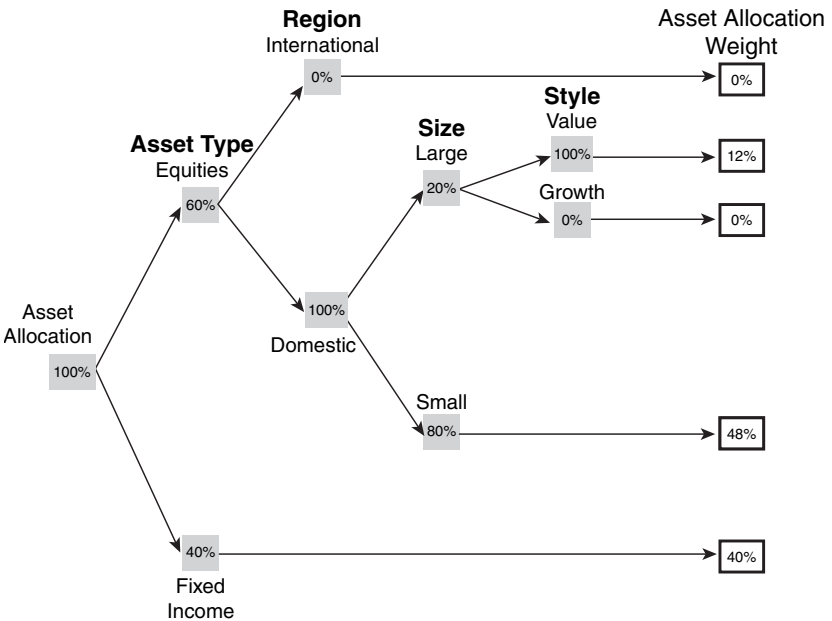 Region
International
0%
Asset Allocation
Weight
0%
Style
Value
100%
12%
Size
Large
20%
Growth
0%
0%
Asset Type
Equities
60%
100%
Domestic
Asset
Allocation
100%
Small
80%
48%
40%
Fixed
Income
40%